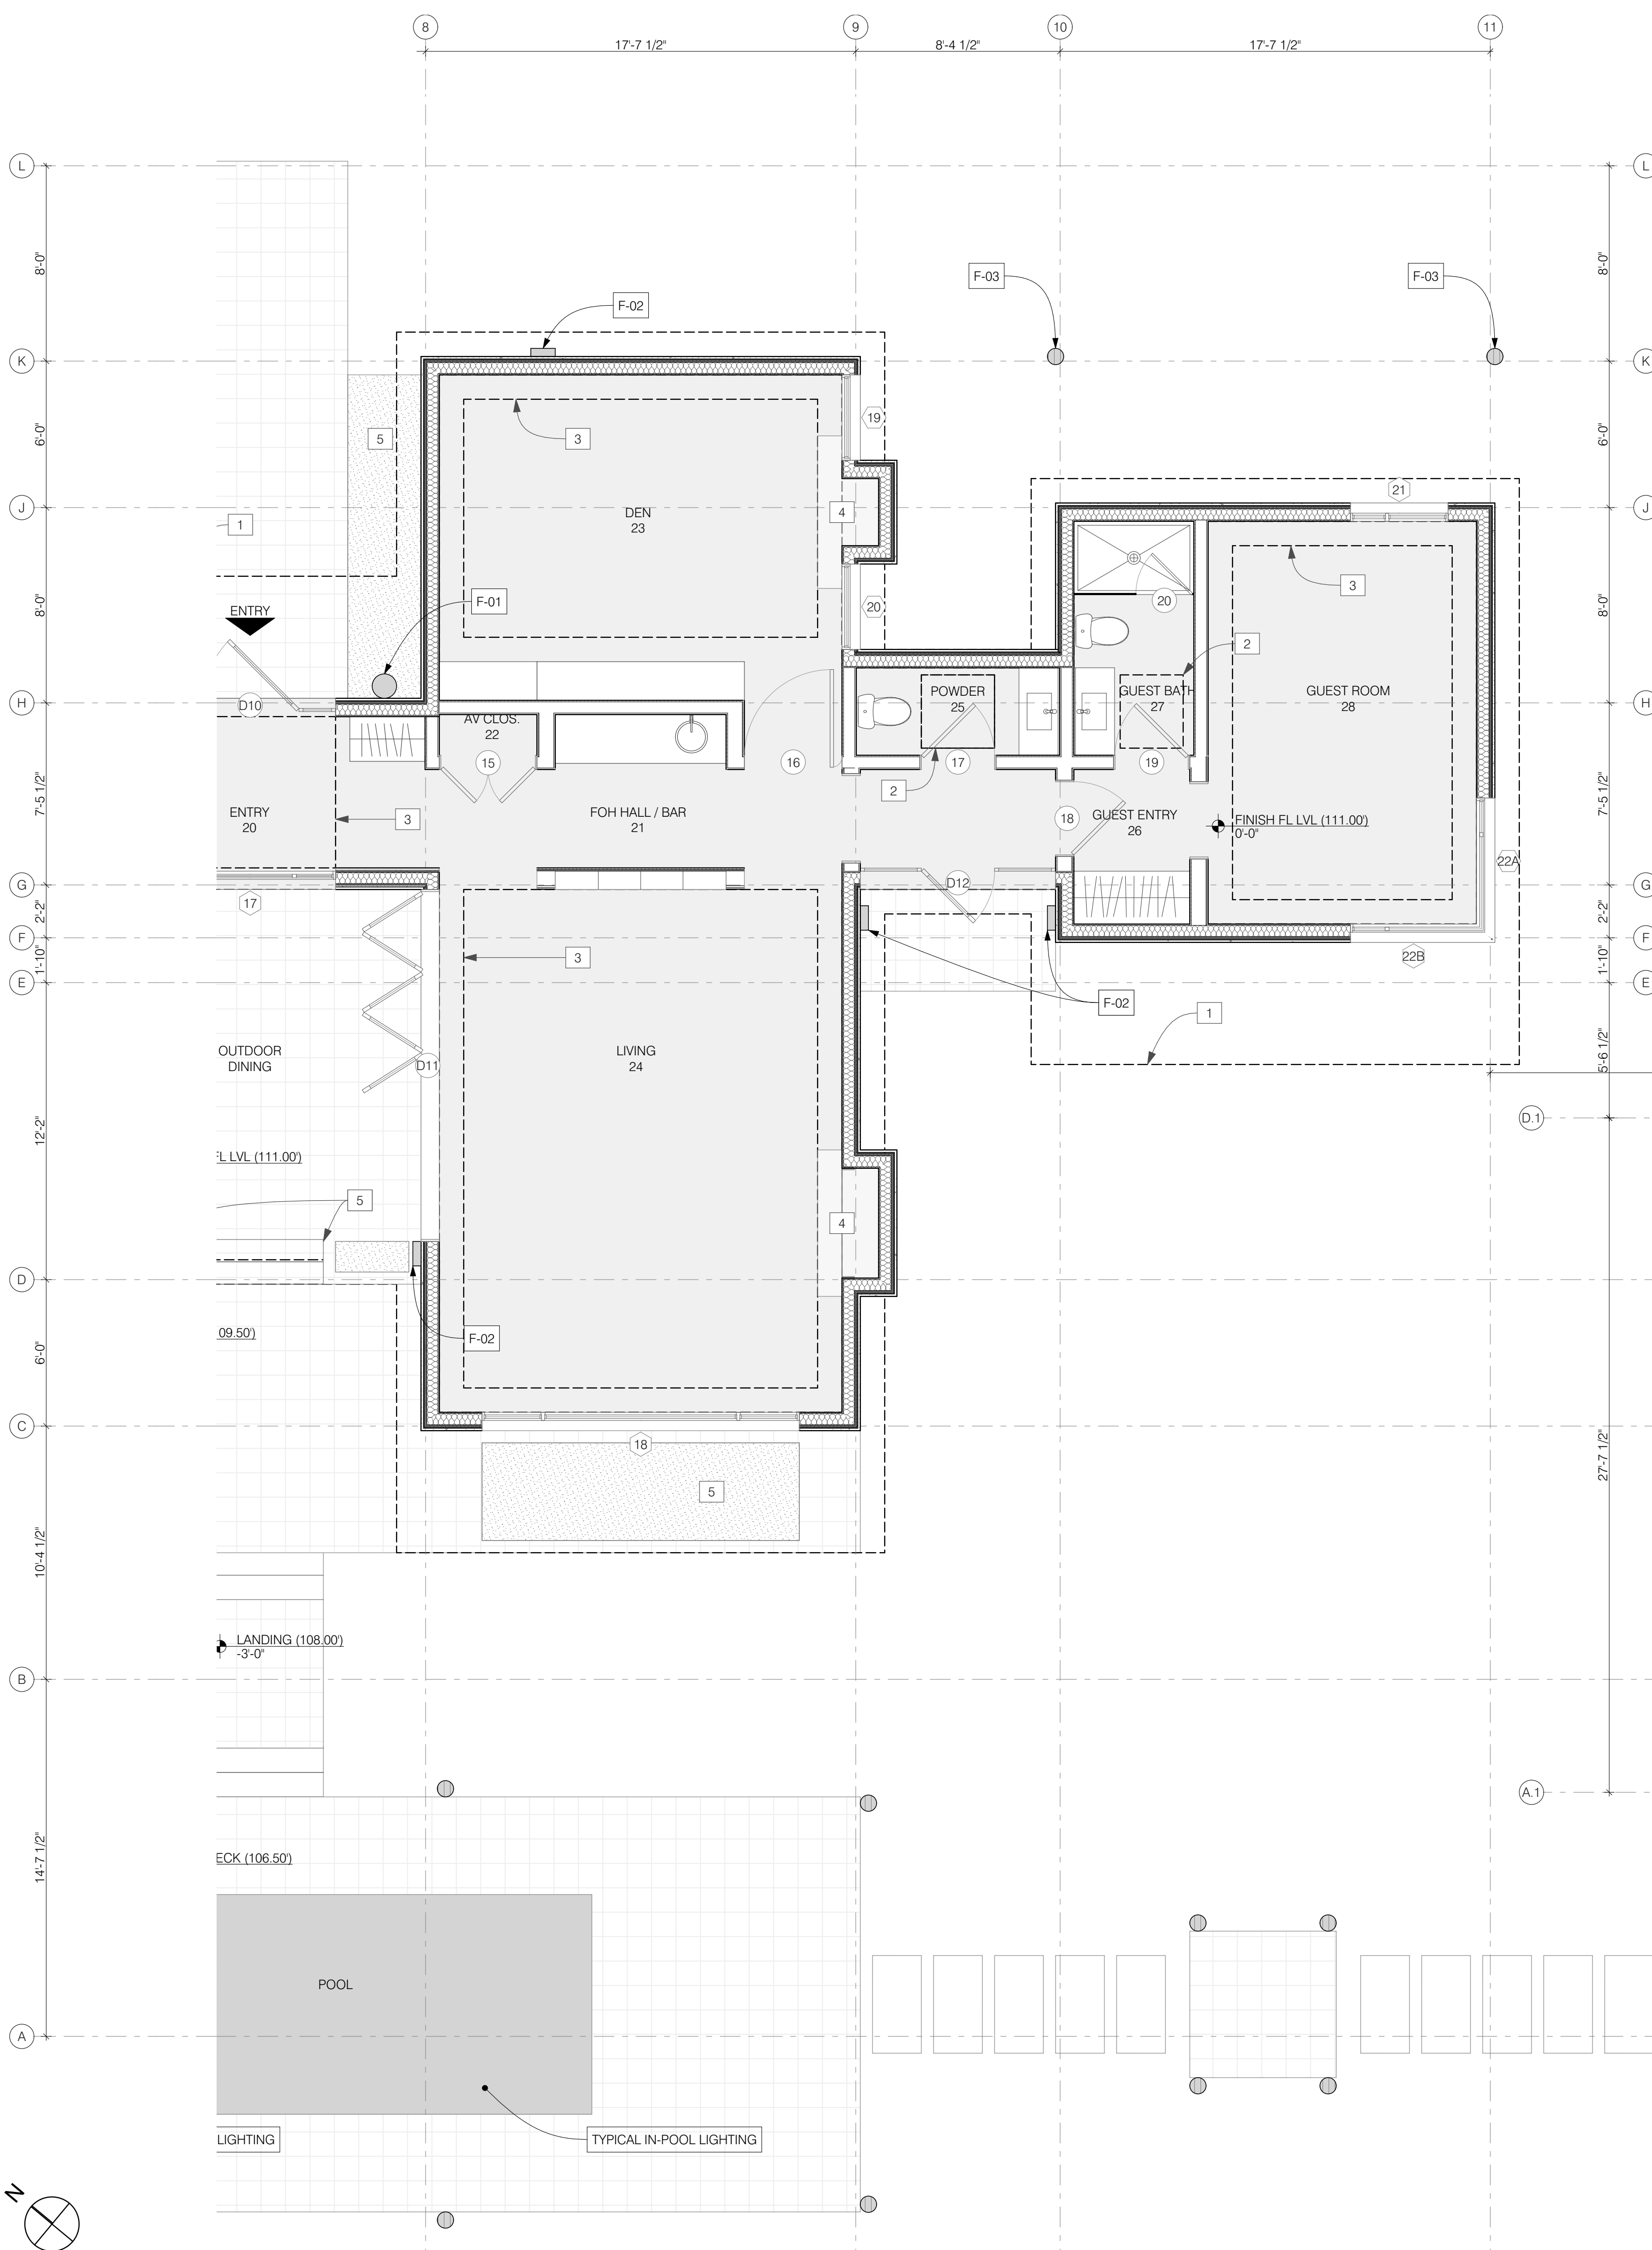 8
9
10
11
17'-7 1/2"
8'-4 1/2"
17'-7 1/2"
L
L
8'-0"
8'-0"
F-03
F-03
F-02
K
K
19
6'-0"
6'-0"
5
3
21
J
J
DEN
23
4
1
3
8'-0"
8'-0"
F-01
20
20
ENTRY
2
H
D10
POWDER
25
GUEST BATH
27
GUEST ROOM
28
H
AV CLOS.
22
15
16
17
19
2
7'-5 1/2"
7'-5 1/2"
ENTRY
20
3
FOH HALL / BAR
21
18
GUEST ENTRY
26
FINISH FL LVL (111.00')
0'-0"
22A
G
D12
G
17
2'-2"
2'-2"
F
F
3
22B
1'-10"
1'-10"
E
E
F-02
1
OUTDOOR
DINING
D11
LIVING
24
5'-6 1/2"
D.1
12'-2"
FL LVL (111.00')
5
4
D
09.50')
F-02
6'-0"
C
18
27'-7 1/2"
5
10'-4 1/2"
LANDING (108.00')
-3'-0"
B
A.1
14'-7 1/2"
ECK (106.50')
POOL
A
LIGHTING
TYPICAL IN-POOL LIGHTING
N